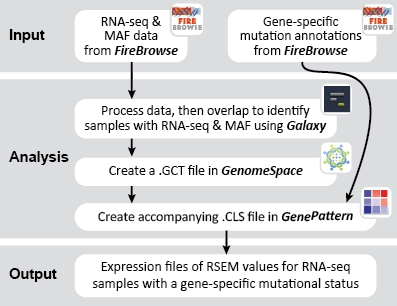 Input
RNA-seq &
MAF data
from FireBrowse
FIRE
BROWSE
Gene-specific
mutation annotations
from FireBrowse
FIRE
BROWSE
Analysis
Process data, then overlap to identify
samples with RNA-seq & MAF using Galaxy
Create a .GCT file in GenomeSpace
Create accompanying .CLS file in GenePattern
Output
Expression files of RSEM values for RNA-seq
samples with a gene-specific mutational status